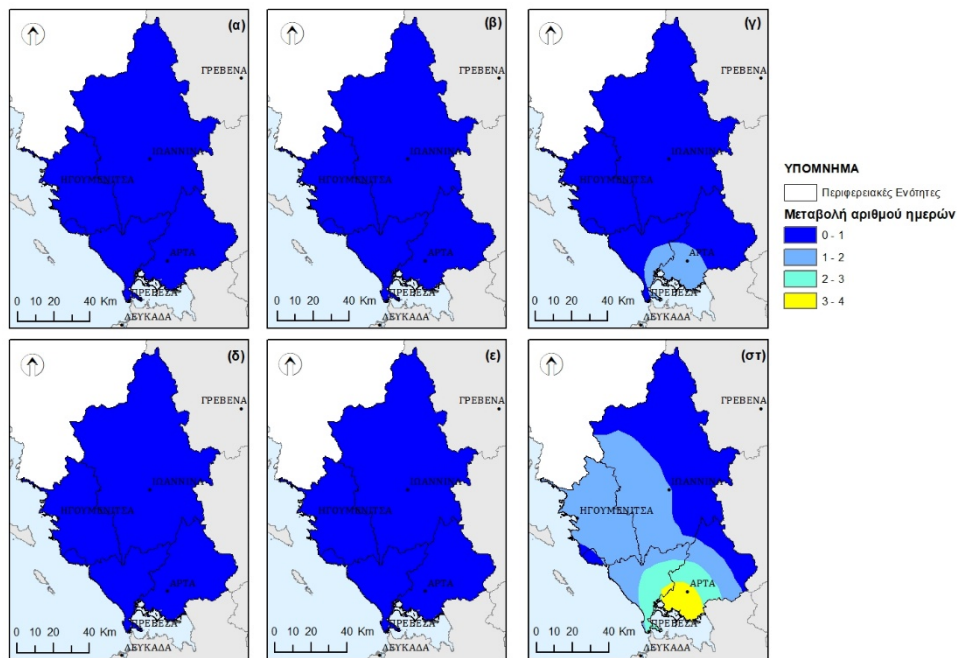 (α)
ΓΡΕΒΕΝΑ
ΙΩΑΝΝΙΝΑ
ΗΓΟΥΜΕΝΙΤΣΑ
ΑΡΤΑ
ΠΡΕΒΕΖΑ
ΛΕΥΚΑΔΑ
0 10 20 40 Km
(β)
ΓΡΕΒΕΝΑ
ΙΩΑΝΝΙΝΑ
ΗΓΟΥΜΕΝΙΤΣΑ
ΑΡΤΑ
ΠΡΕΒΕΖΑ
ΛΕΥΚΑΔΑ
0 10 20 40 Km
(γ)
ΓΡΕΒΕΝΑ
ΙΩΑΝΝΙΝΑ
ΗΓΟΥΜΕΝΙΤΣΑ
ΑΡΤΑ
ΠΡΕΒΕΖΑ
ΛΕΥΚΑΔΑ
0 10 20 40 Km
ΥΠΟΜΝΗΜΑ
Περιφερειακές Ενότητες
Μεταβολή αριθμού ημερών
0 - 1
1 - 2
2 - 3
3 - 4
(δ)
ΓΡΕΒΕΝΑ
ΙΩΑΝΝΙΝΑ
ΗΓΟΥΜΕΝΙΤΣΑ
ΑΡΤΑ
ΠΡΕΒΕΖΑ
ΛΕΥΚΑΔΑ
0 10 20 40 Km
(ε)
ΓΡΕΒΕΝΑ
ΙΩΑΝΝΙΝΑ
ΗΓΟΥΜΕΝΙΤΣΑ
ΑΡΤΑ
ΠΡΕΒΕΖΑ
ΛΕΥΚΑΔΑ
0 10 20 40 Km
(στ)
ΓΡΕΒΕΝΑ
ΙΩΑΝΝΙΝΑ
ΗΓΟΥΜΕΝΙΤΣΑ
ΑΡΤΑ
ΠΡΕΒΕΖΑ
ΛΕΥΚΑΔΑ
0 10 20 40 Km